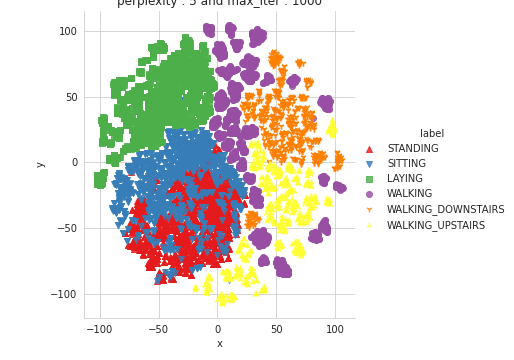 perplexity : 5 and max_iter : 1000
100
50
0
−50
−100
y
−100
−50
0
50
100
x
label
STANDING
SITTING
LAYING
WALKING
WALKING_DOWNSTAIRS
WALKING_UPSTAIRS